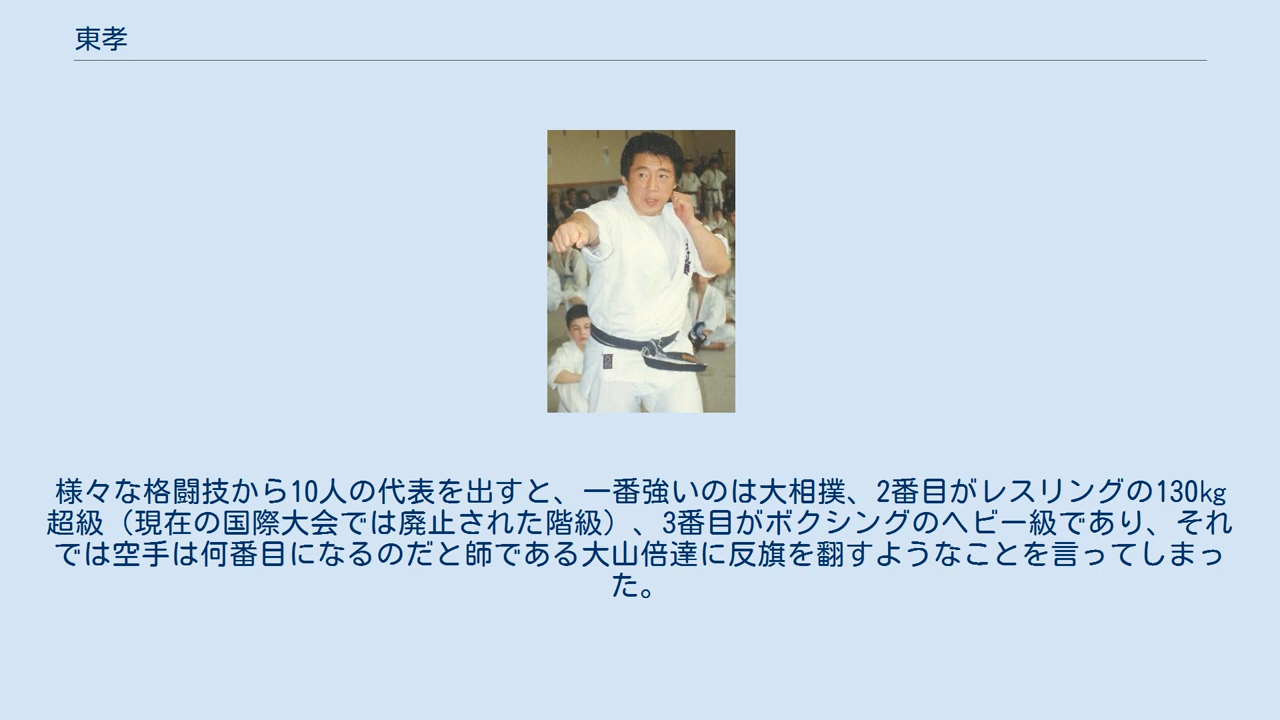 東孝
様々な格闘技から10人の代表を出すと、一番強いのは大相撲、2番目がレスリングの130kg
超級（現在の国際大会では廃止された階級）、3番目がボクシングのヘビー級であり、それ
では空手は何番目になるのだと師である大山倍達に反旗を翻すようなことを言ってしまっ
た。